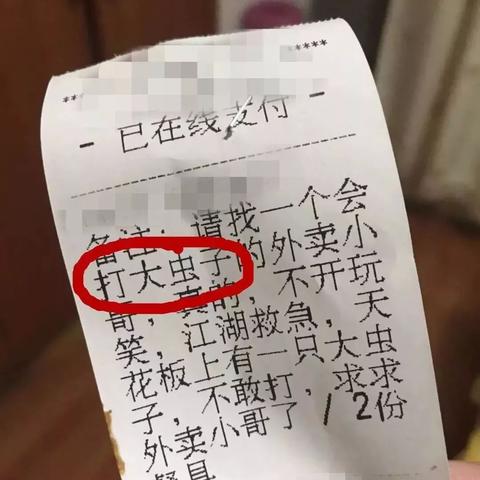 - 已在线支付 -
备注：请找一个会
打大虫子的外卖小
哥，真的，不开玩
笑，江湖救急，天
花板上有一只大虫
子，不敢打，求求
外卖小哥了/2份
餐具